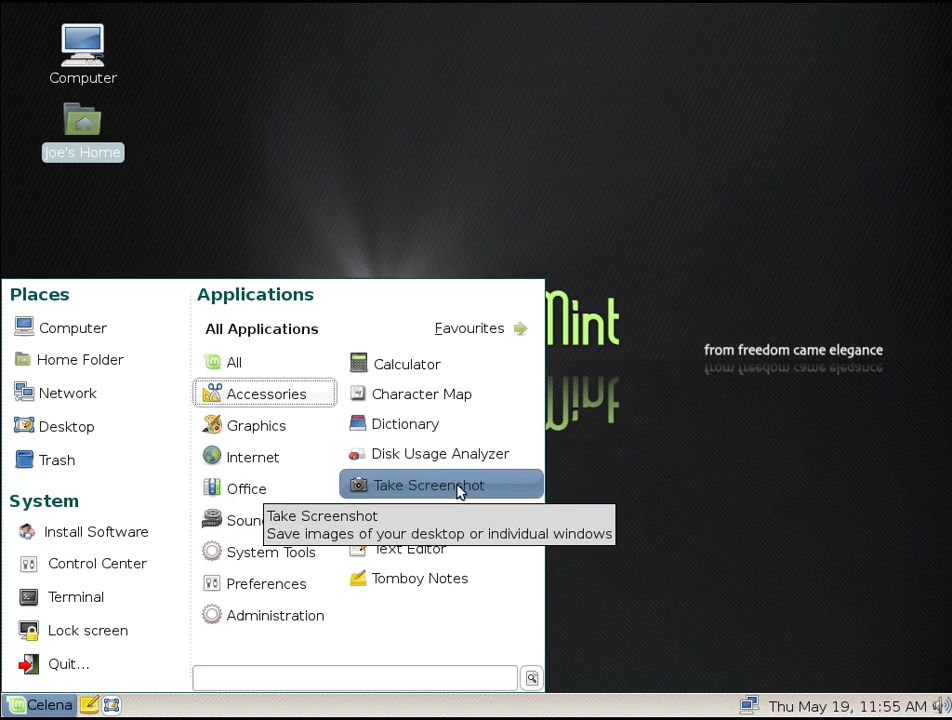 Computer
Joe's Home
Places
Computer
Home Folder
Network
Desktop
Trash
System
Install Software
Control Center
Terminal
Lock screen
Quit...
Applications
All Applications
Favourites
All
Accessories
Graphics
Internet
Office
Soun
System Tools
Preferences
Administration
Calculator
Character Map
Dictionary
Disk Usage Analyzer
Take Screenshot
Take Screenshot
Save images of your desktop or individual windows
Text Editor
Tomboy Notes
Mint
from freedom came elegance
Celena
Thu May 19, 11:55 AM